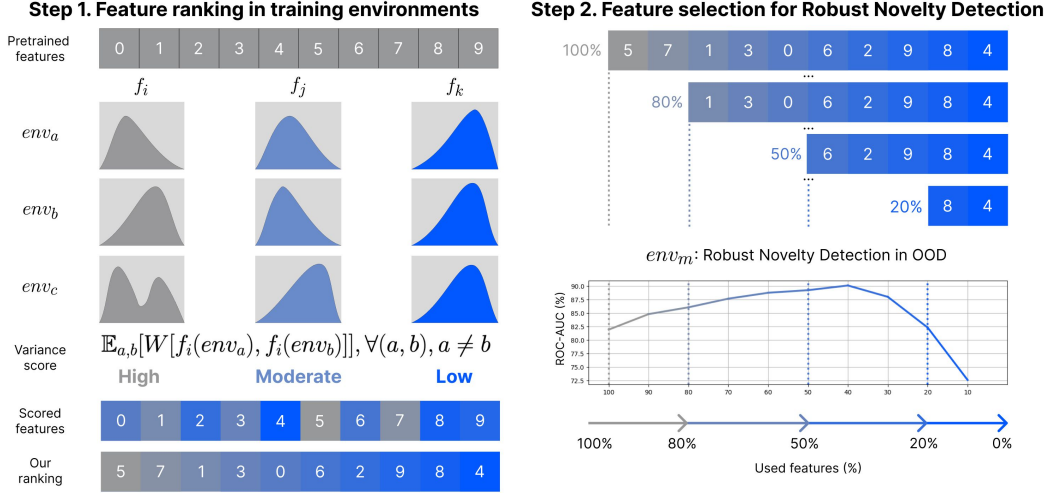 Step 1. Feature ranking in training environments
Pretrained
features
0 1 2 3 4 5 6 7 8 9
f_i f_j f_k
env_a
env_b
env_c
Variance
score
𝔼_{a,b}[W[f_i(env_a), f_i(env_b)]], ∀(a, b), a ≠ b
High Moderate Low
Scored
features
0 1 2 3 4 5 6 7 8 9
Our
ranking
5 7 1 3 0 6 2 9 8 4
Step 2. Feature selection for Robust Novelty Detection
100% 5 7 1 3 0 6 2 9 8 4
...
80% 1 3 0 6 2 9 8 4
...
50% 6 2 9 8 4
...
20% 8 4
env_m: Robust Novelty Detection in OOD
ROC-AUC (%)
90.0
87.5
85.0
82.5
80.0
77.5
75.0
72.5
100 90 80 70 60 50 40 30 20 10
100% 80% 50% 20% 0%
Used features (%)